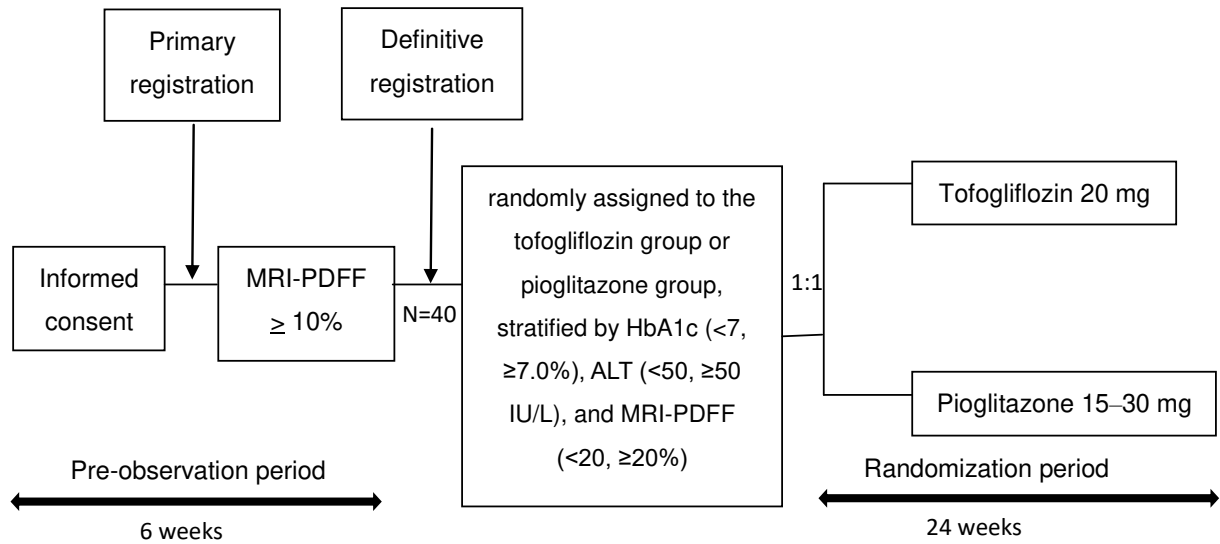 Primary
registration
Definitive
registration
Informed
consent
MRI-PDFF
≥ 10%
N=40
randomly assigned to the
tofogliflozin group or
pioglitazone group,
stratified by HbA1c (<7,
≥7.0%), ALT (<50, ≥50
IU/L), and MRI-PDFF
(<20, ≥20%)
1:1
Tofogliflozin 20 mg
Pioglitazone 15–30 mg
Pre-observation period
6 weeks
Randomization period
24 weeks